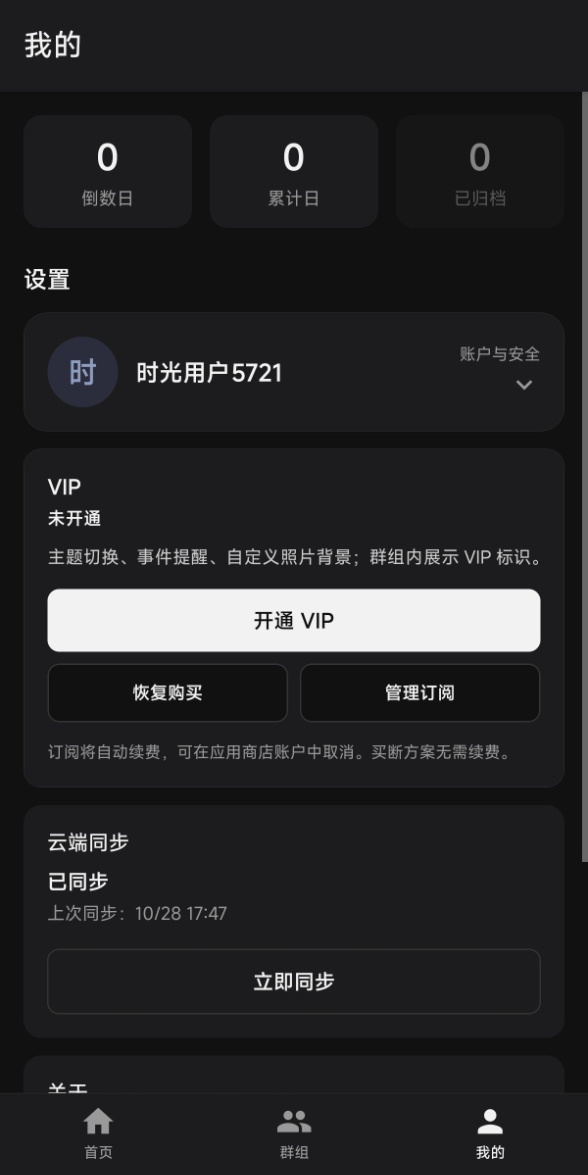 我的
0
0
0
倒数日
累计日
已归档
设置
时
时光用户5721
账户与安全
VIP
未开通
主题切换、事件提醒、自定义照片背景；群组内展示 VIP 标识。
开通 VIP
恢复购买
管理订阅
订阅将自动续费，可在应用商店账户中取消。买断方案无需续费。
云端同步
已同步
上次同步：10/28 17:47
立即同步
关于
首页
群组
我的